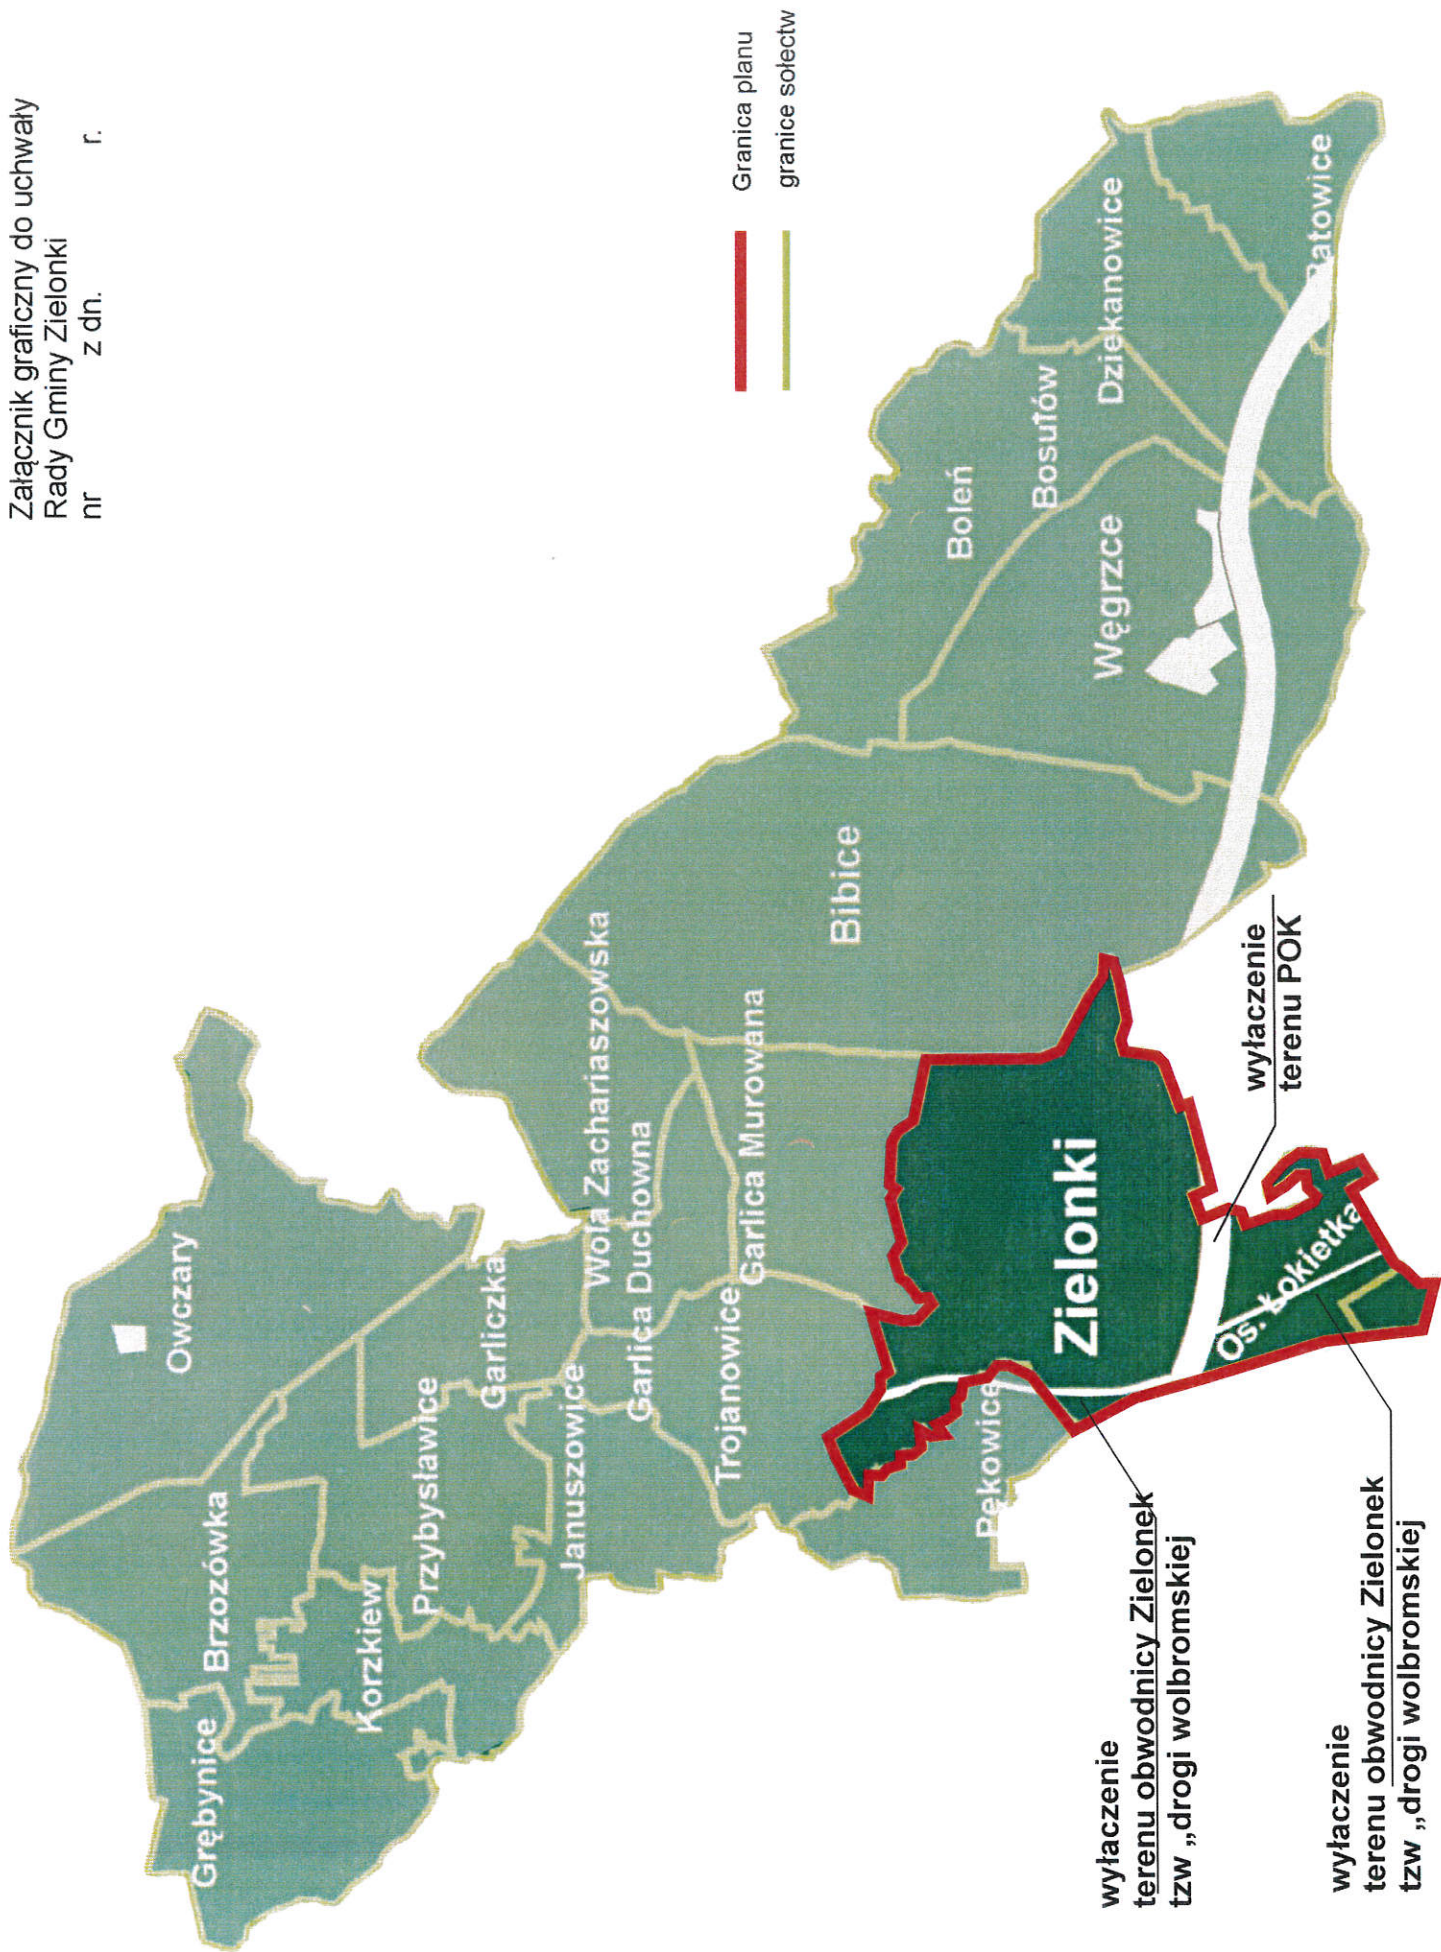 Załącznik graficzny do uchwały
Rady Gminy Zielonki
nr z dn. r.
Granica planu
granice sołectw
Owczary
Brzozówka
Grębynice
Korzkiew
Przybysławice
Garliczka
Januszowice
Wola Zachariaszowska
Garlica Duchowna
Garlica Murowana
Trojanowice
Pękowice
Bibice
Boleń
Bosutów
Dziekanowice
Węgrzce
Batowice
Zielonki
Os. Łokietka
wyłaczenie
terenu POK
wyłaczenie
terenu obwodnicy Zielonek
tzw „drogi wolbromskiej
wyłaczenie
terenu obwodnicy Zielonek
tzw „drogi wolbromskiej